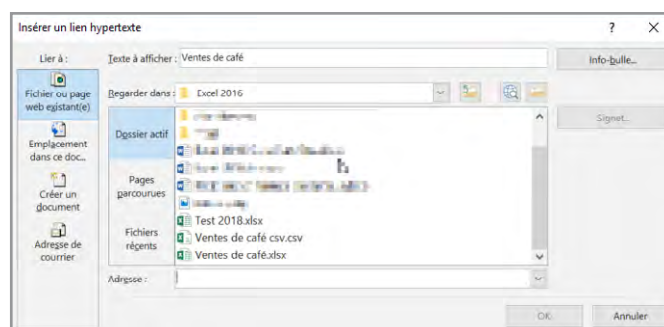 Insérer un lien hypertexte
?
Lier à :
Texte à afficher : Ventes de café
Info-bulle...
Fichier ou page
web existant(e)
Regarder dans : Excel 2016
Signet...
Dossier actif
Emplacement
dans ce doc...
Pages
parcourues
Créer un
document
Fichiers
récents
Test 2018.xlsx
Ventes de café csv.csv
Ventes de café.xlsx
Adresse de
courrier
Adresse :
OK
Annuler